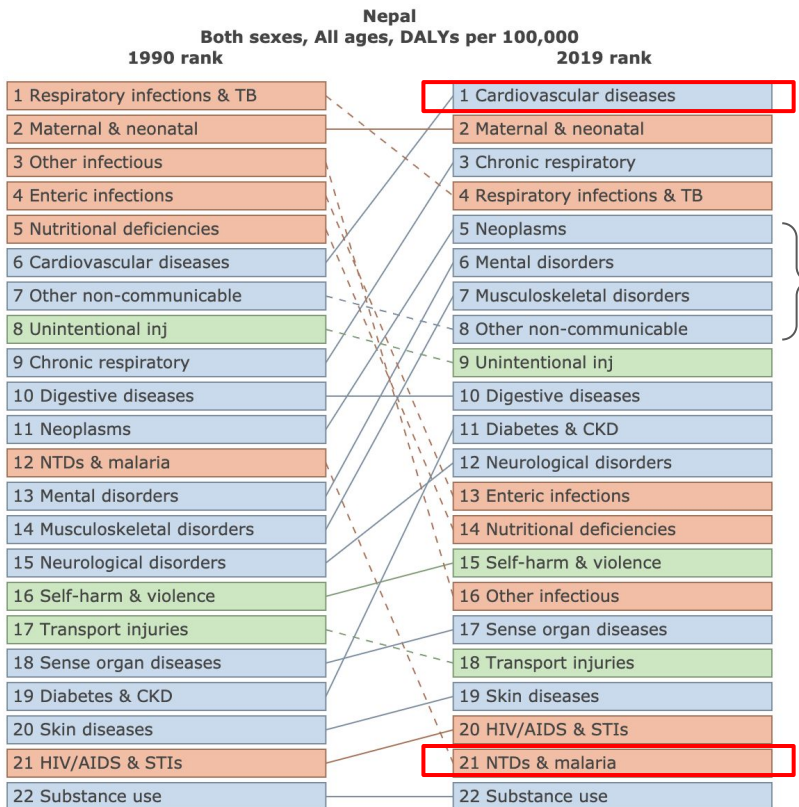 Nepal
Both sexes, All ages, DALYs per 100,000
1990 rank
2019 rank
1 Respiratory infections & TB
2 Maternal & neonatal
3 Other infectious
4 Enteric infections
5 Nutritional deficiencies
6 Cardiovascular diseases
7 Other non-communicable
8 Unintentional inj
9 Chronic respiratory
10 Digestive diseases
11 Neoplasms
12 NTDs & malaria
13 Mental disorders
14 Musculoskeletal disorders
15 Neurological disorders
16 Self-harm & violence
17 Transport injuries
18 Sense organ diseases
19 Diabetes & CKD
20 Skin diseases
21 HIV/AIDS & STIs
22 Substance use
1 Cardiovascular diseases
2 Maternal & neonatal
3 Chronic respiratory
4 Respiratory infections & TB
5 Neoplasms
6 Mental disorders
7 Musculoskeletal disorders
8 Other non-communicable
9 Unintentional inj
10 Digestive diseases
11 Diabetes & CKD
12 Neurological disorders
13 Enteric infections
14 Nutritional deficiencies
15 Self-harm & violence
16 Other infectious
17 Sense organ diseases
18 Transport injuries
19 Skin diseases
20 HIV/AIDS & STIs
21 NTDs & malaria
22 Substance use